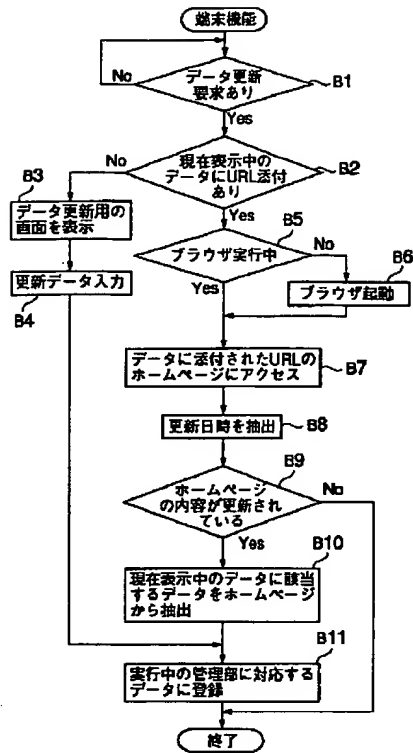 端末機能
データ更新
要求あり
B1
No
Yes
現在表示中の
データにURL添付
あり
B2
No
Yes
B3
データ更新用の
画面を表示
B5
ブラウザ実行中
No
Yes
B6
ブラウザ起動
更新データ入力
B4
データに添付されたURLの
ホームページにアクセス
B7
更新日時を抽出
B8
B9
ホームページ
の内容が更新され
ている
No
Yes
B10
現在表示中のデータに該当
するデータをホームページ
から抽出
B11
実行中の管理部に対応する
データに登録
終了